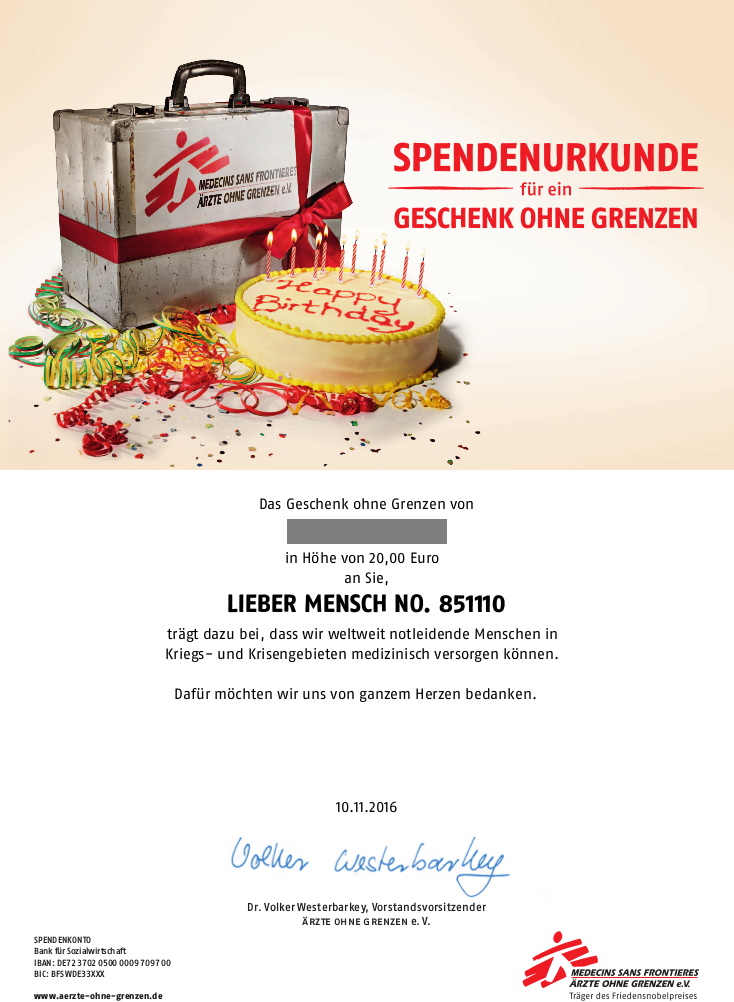 MEDECINS SANS FRONTIERES
ÄRZTE OHNE GRENZEN e.V.
SPENDENURKUNDE
für ein
GESCHENK OHNE GRENZEN
Happy
Birthday
Das Geschenk ohne Grenzen von
in Höhe von 20,00 Euro
an Sie,
LIEBER MENSCH NO. 851110
trägt dazu bei, dass wir weltweit notleidende Menschen in
Kriegs- und Krisengebieten medizinisch versorgen können.
Dafür möchten wir uns von ganzem Herzen bedanken.
10.11.2016
Volker Westerbarkey
Dr. Volker Westerbarkey, Vorstandsvorsitzender
ÄRZTE OHNE GRENZEN e. V.
SPENDENKONTO
Bank für Sozialwirtschaft
IBAN: DE72 3702 0500 0009 7097 00
BIC: BFSWDE33XXX
www.aerzte-ohne-grenzen.de
MEDECINS SANS FRONTIERES
ÄRZTE OHNE GRENZEN e.V.
Träger des Friedensnobelpreises